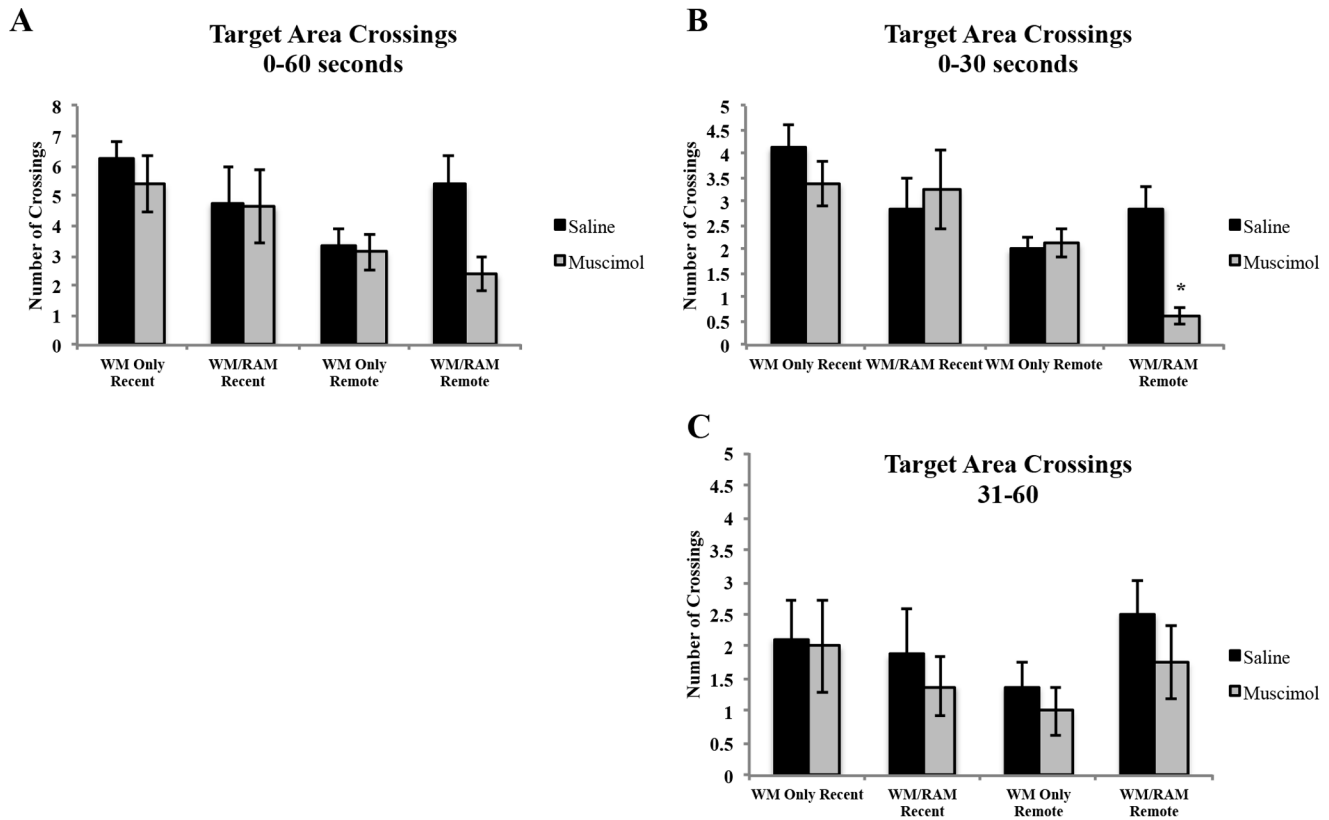 A
Target Area Crossings
0-60 seconds
Number of Crossings
8
7
6
5
4
3
2
1
0
WM Only
Recent
WM/RAM
Recent
WM Only
Remote
WM/RAM
Remote
Saline
Muscimol
B
Target Area Crossings
0-30 seconds
Number of Crossings
5
4.5
4
3.5
3
2.5
2
1.5
1
0.5
0
*
WM Only Recent
WM/RAM Recent
WM Only Remote
WM/RAM
Remote
Saline
Muscimol
C
Target Area Crossings
31-60
Number of Crossings
5
4.5
4
3.5
3
2.5
2
1.5
1
0.5
0
WM Only Recent
WM/RAM
Recent
WM Only
Remote
WM/RAM
Remote
Saline
Muscimol